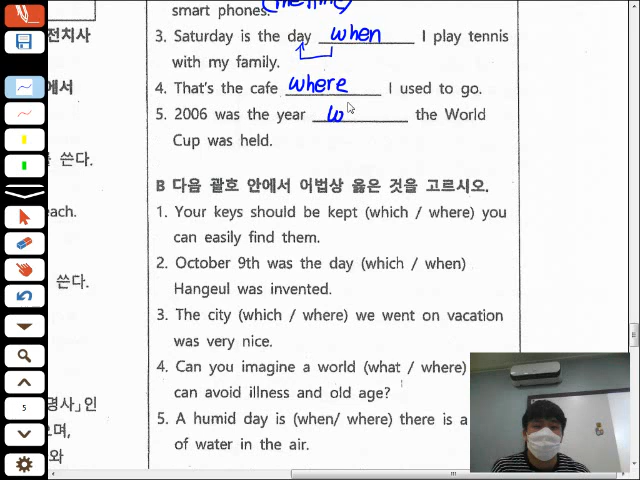 smart phones.
3. Saturday is the day when I play tennis
with my family.
4. That's the cafe where I used to go.
5. 2006 was the year w the World
Cup was held.
B 다음 괄호 안에서 어법상 옳은 것을 고르시오.
1. Your keys should be kept (which / where) you
can easily find them.
2. October 9th was the day (which / when)
Hangeul was invented.
3. The city (which / where) we went on vacation
was very nice.
4. Can you imagine a world (what / where)
can avoid illness and old age?
5. A humid day is (when/ where) there is a
of water in the air.
전치사
에서
쓴다.
each.
쓴다.
5
명사」인
으며,
와